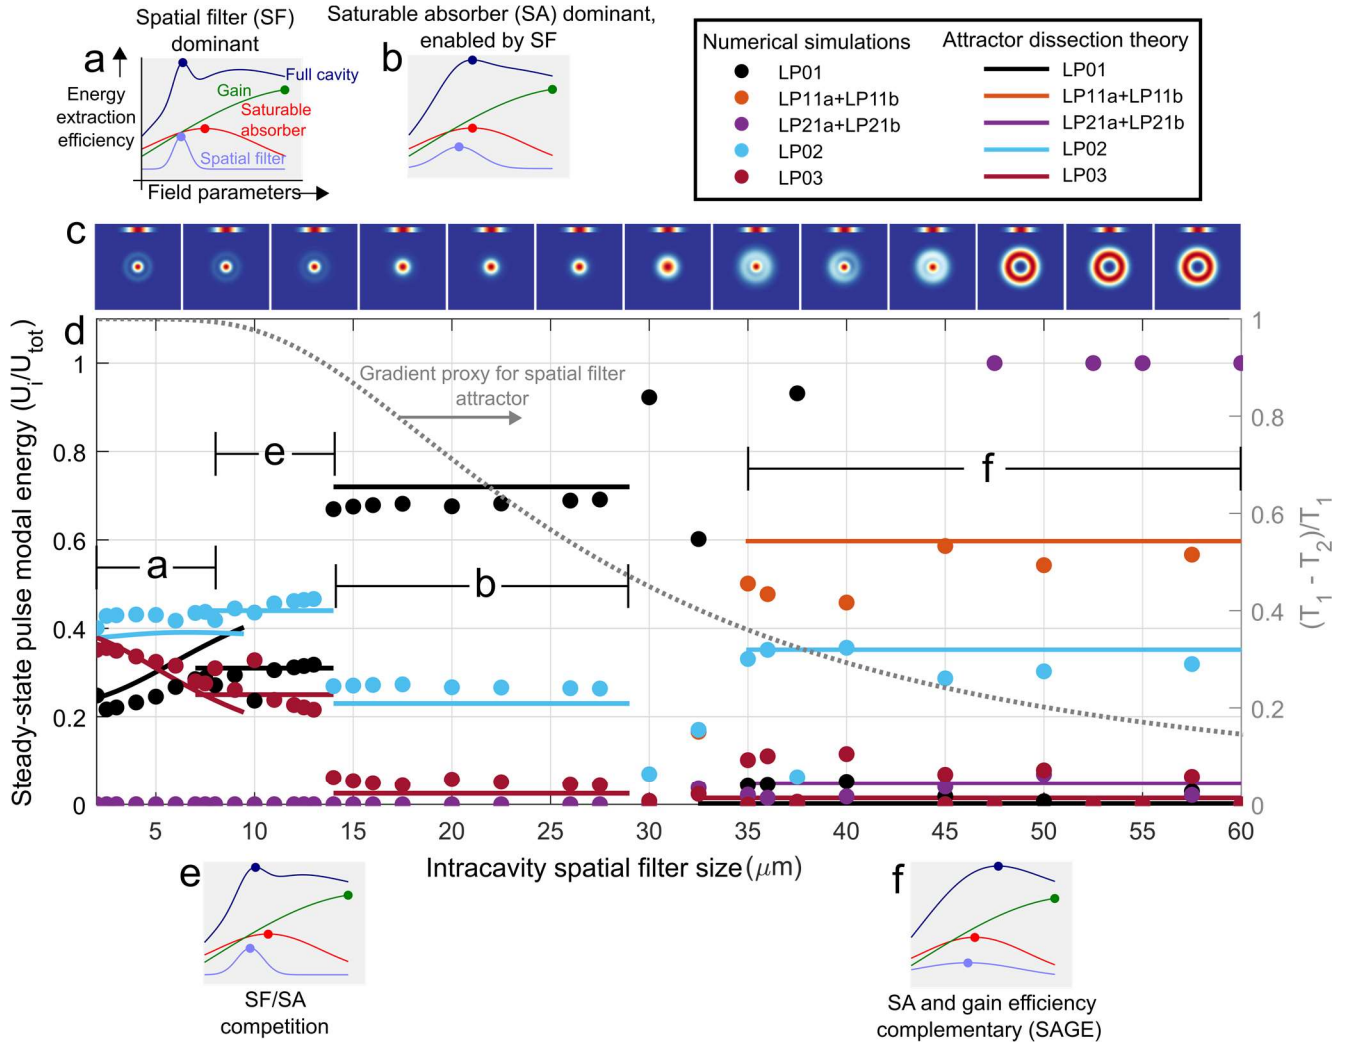 Spatial filter (SF)
dominant
Saturable absorber (SA) dominant,
enabled by SF
a
Energy
extraction
efficiency
Full cavity
Gain
Saturable
absorber
Spatial filter
Field parameters
b
Numerical simulations
Attractor dissection theory
LP01
LP01
LP11a+LP11b
LP11a+LP11b
LP21a+LP21b
LP21a+LP21b
LP02
LP02
LP03
LP03
c
d
Steady-state pulse modal energy (U_i/U_tot)
1
0.8
0.6
0.4
0.2
0
Gradient proxy for spatial filter
attractor
e
f
a
b
1
0.8
0.6
0.4
0.2
0
(T_1 - T_2)/T_1
5
10
15
20
25
30
35
40
45
50
55
60
Intracavity spatial filter size(μm)
e
SF/SA
competition
f
SA and gain efficiency
complementary (SAGE)